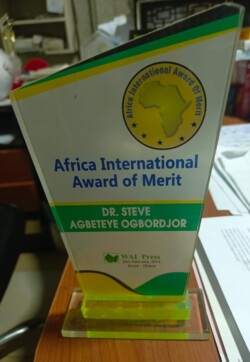 Africa International Award Of Merit
Africa International
Award of Merit
DR. STEVE
AGBETEYE OGBORDJOR
WAI Press